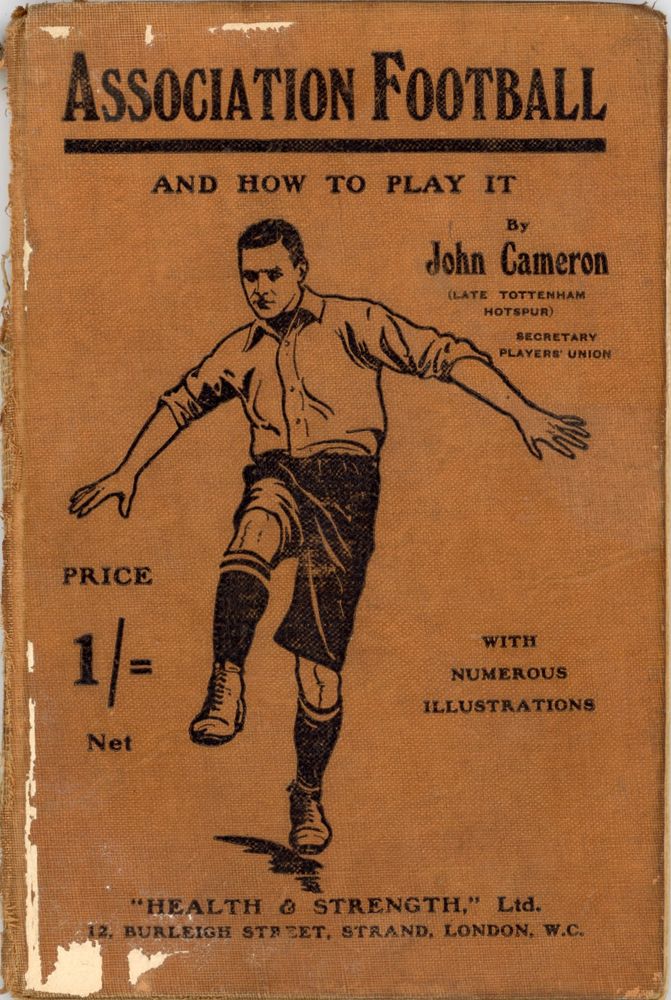 ASSOCIATION FOOTBALL
AND HOW TO PLAY IT
By
John Cameron
(LATE TOTTENHAM
HOTSPUR)
SECRETARY
PLAYERS' UNION
PRICE
1/=
Net
WITH
NUMEROUS
ILLUSTRATIONS
"HEALTH & STRENGTH," Ltd.
12, BURLEIGH STREET, STRAND, LONDON, W.C.